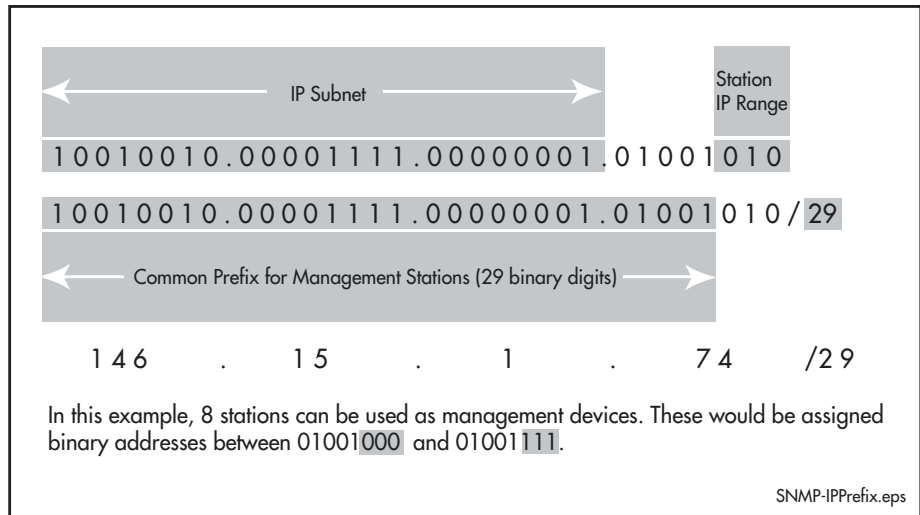 IP Subnet
Station
IP Range
10010010.00001111.00000001.01001010
10010010.00001111.00000001.01001010/29
Common Prefix for Management Stations (29 binary digits)
146 . 15 . 1 . 74 /29
In this example, 8 stations can be used as management devices. These would be assigned
binary addresses between 01001000 and 01001111.
SNMP-IPPrefix.eps